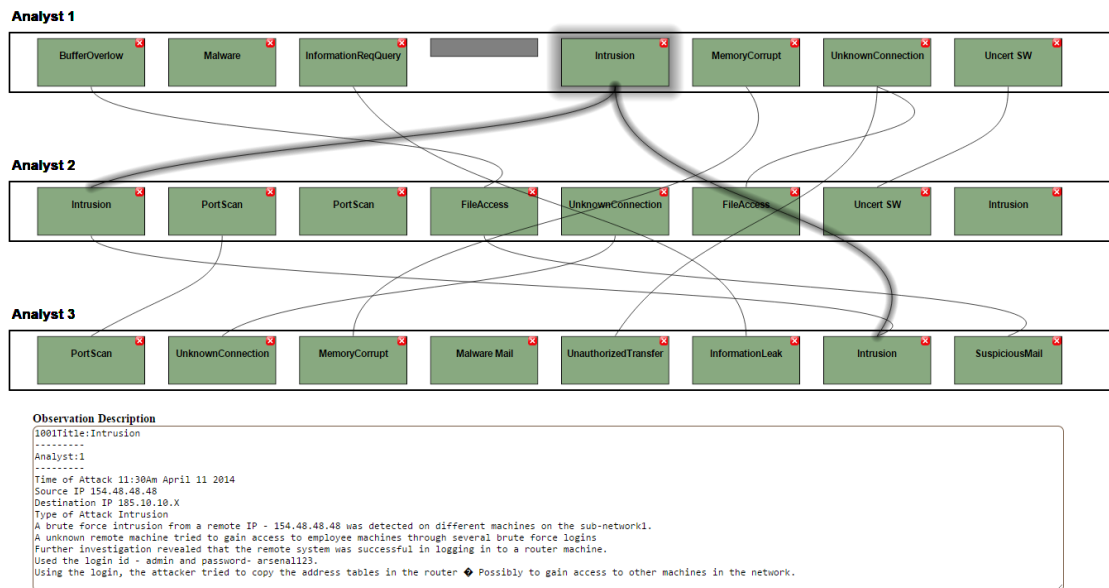 Analyst 1
BufferOverlow Malware InformationReqQuery Intrusion MemoryCorrupt UnknownConnection Uncert SW
Analyst 2
Intrusion PortScan PortScan FileAccess UnknownConnection FileAccess Uncert SW Intrusion
Analyst 3
PortScan UnknownConnection MemoryCorrupt Malware Mail UnauthorizedTransfer InformationLeak Intrusion SuspiciousMail
Observation Description
1001Title:Intrusion
---------
Analyst:1
---------
Time of Attack 11:30Am April 11 2014
Source IP 154.48.48.48
Destination IP 185.10.10.X
Type of Attack Intrusion
A brute force intrusion from a remote IP - 154.48.48.48 was detected on different machines on the sub-network1.
A unknown remote machine tried to gain access to employee machines through several brute force logins
Further investigation revealed that the remote system was successful in logging in to a router machine.
Used the login id - admin and password- arsenal123.
Using the login, the attacker tried to copy the address tables in the router � Possibly to gain access to other machines in the network.